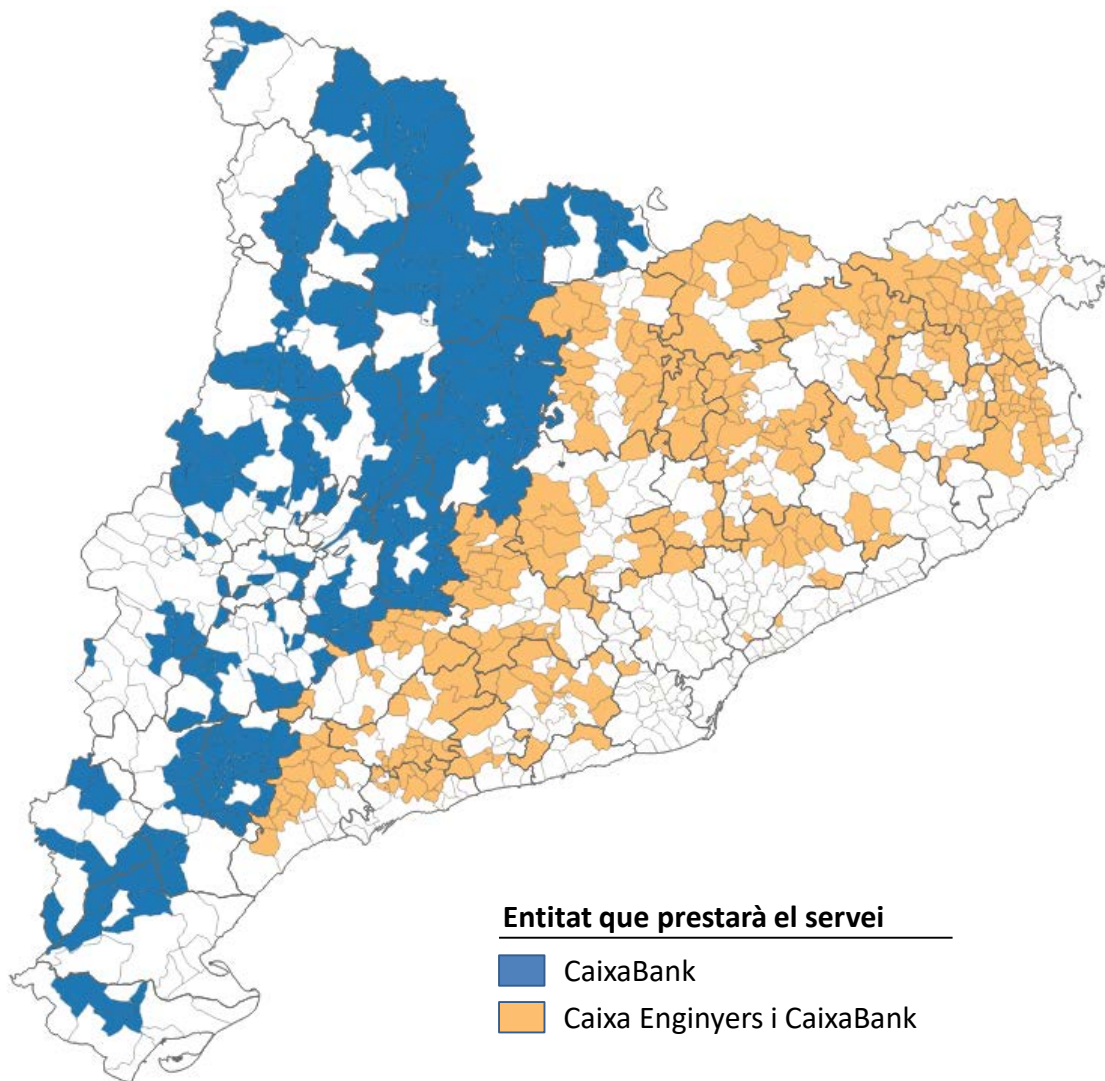 Entitat que prestarà el servei
CaixaBank
Caixa Enginyers i CaixaBank